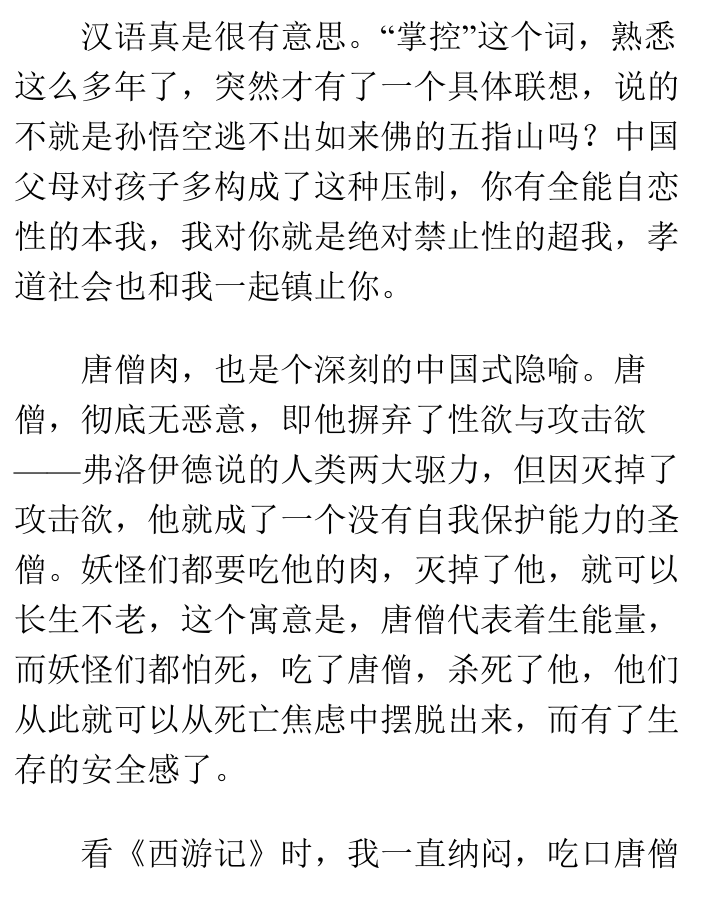 汉语真是很有意思。“掌控”这个词，熟悉
这么多年了，突然才有了一个具体联想，说的
不就是孙悟空逃不出如来佛的五指山吗？中国
父母对孩子多构成了这种压制，你有全能自恋
性的本我，我对你就是绝对禁止性的超我，孝
道社会也和我一起镇止你。
唐僧肉，也是个深刻的中国式隐喻。唐
僧，彻底无恶意，即他摒弃了性欲与攻击欲
——弗洛伊德说的人类两大驱力，但因灭掉了
攻击欲，他就成了一个没有自我保护能力的圣
僧。妖怪们都要吃他的肉，灭掉了他，就可以
长生不老，这个寓意是，唐僧代表着生能量，
而妖怪们都怕死，吃了唐僧，杀死了他，他们
从此就可以从死亡焦虑中摆脱出来，而有了生
存的安全感了。
看《西游记》时，我一直纳闷，吃口唐僧